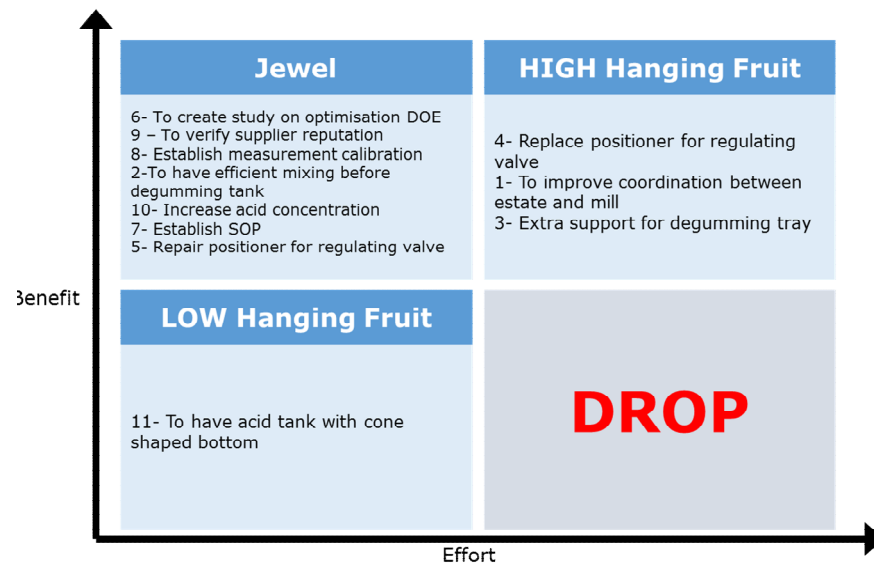 Jewel
6- To create study on optimisation DOE
9 – To verify supplier reputation
8- Establish measurement calibration
2-To have efficient mixing before
degumming tank
10- Increase acid concentration
7- Establish SOP
5- Repair positioner for regulating valve
HIGH Hanging Fruit
4- Replace positioner for regulating
valve
1- To improve coordination between
estate and mill
3- Extra support for degumming tray
Benefit
LOW Hanging Fruit
11- To have acid tank with cone
shaped bottom
DROP
Effort